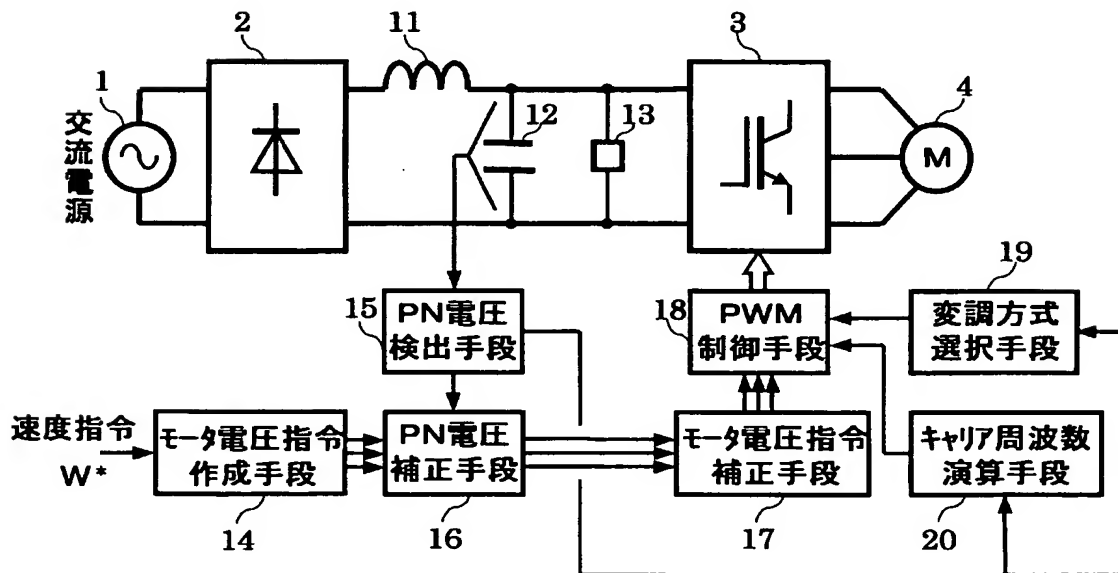 2
11
3
1
12
13
4
交流電源
M
15
PN電圧
検出手段
18
PWM
制御手段
19
変調方式
選択手段
速度指令
W*
モータ電圧指令
作成手段
PN電圧
補正手段
モータ電圧指令
補正手段
キャリア周波数
演算手段
14
16
17
20